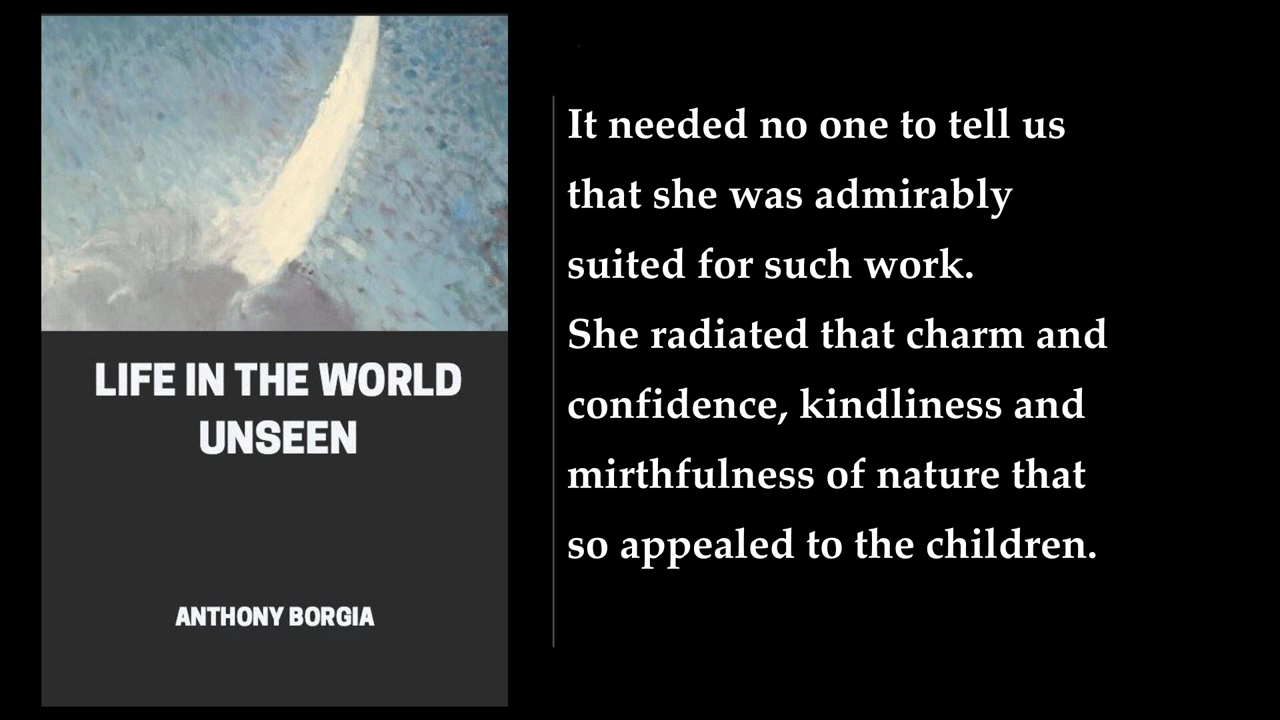 LIFE IN THE WORLD
UNSEEN
ANTHONY BORGIA
It needed no one to tell us
that she was admirably
suited for such work.
She radiated that charm and
confidence, kindliness and
mirthfulness of nature that
so appealed to the children.